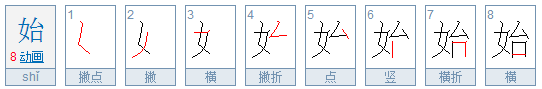 始 1 2 3 4 5 6 7 8
8 动画
shǐ 撇点 撇 横 撇折 点 竖 横折 横